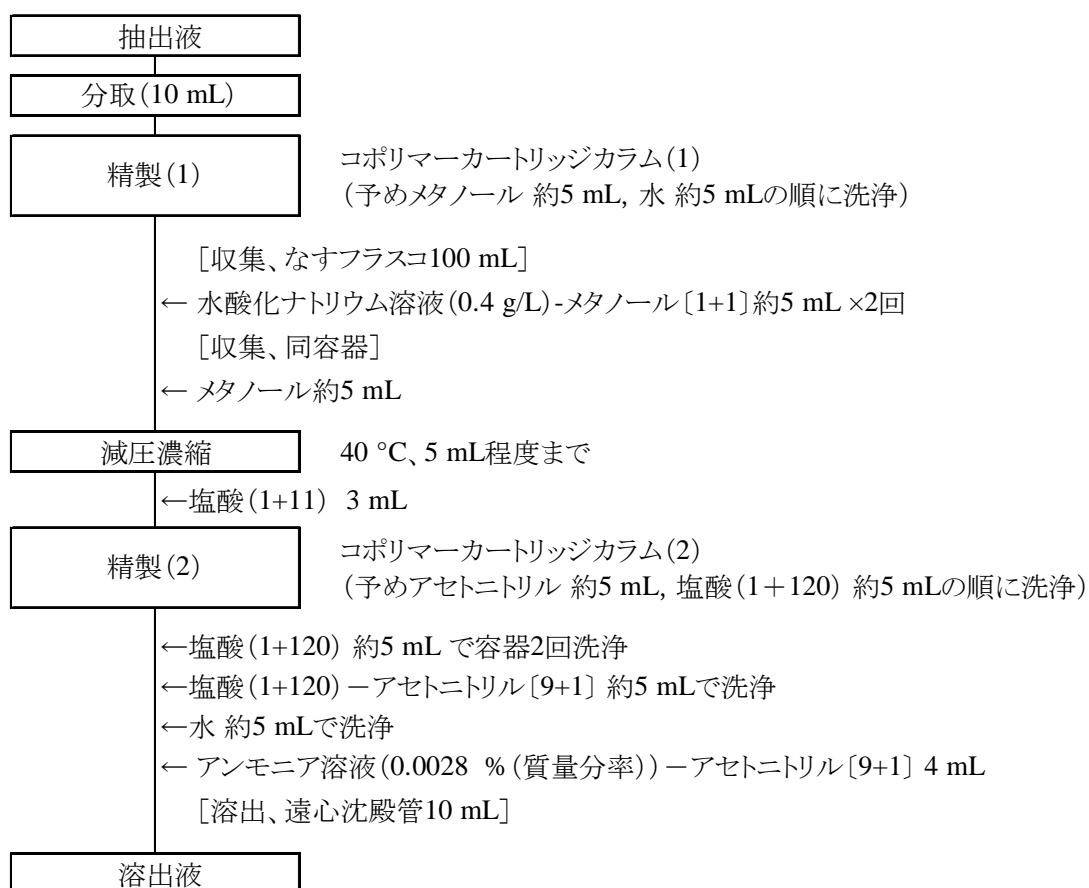 抽出液
分取(10 mL)
精製(1)
コポリマーカートリッジカラム(1)
(予めメタノール 約5 mL, 水 約5 mLの順に洗浄)
[収集、なすフラスコ100 mL]
← 水酸化ナトリウム溶液(0.4 g/L)-メタノール〔1+1〕約5 mL ×2回
[収集、同容器]
← メタノール約5 mL
減圧濃縮
40 °C、5 mL程度まで
←塩酸(1+11) 3 mL
精製(2)
コポリマーカートリッジカラム(2)
(予めアセトニトリル 約5 mL, 塩酸(1+120) 約5 mLの順に洗浄)
←塩酸(1+120) 約5 mL で容器2回洗浄
←塩酸(1+120)-アセトニトリル〔9+1〕 約5 mLで洗浄
←水 約5 mLで洗浄
← アンモニア溶液(0.0028 %(質量分率))-アセトニトリル〔9+1〕 4 mL
[溶出、遠心沈殿管10 mL]
溶出液